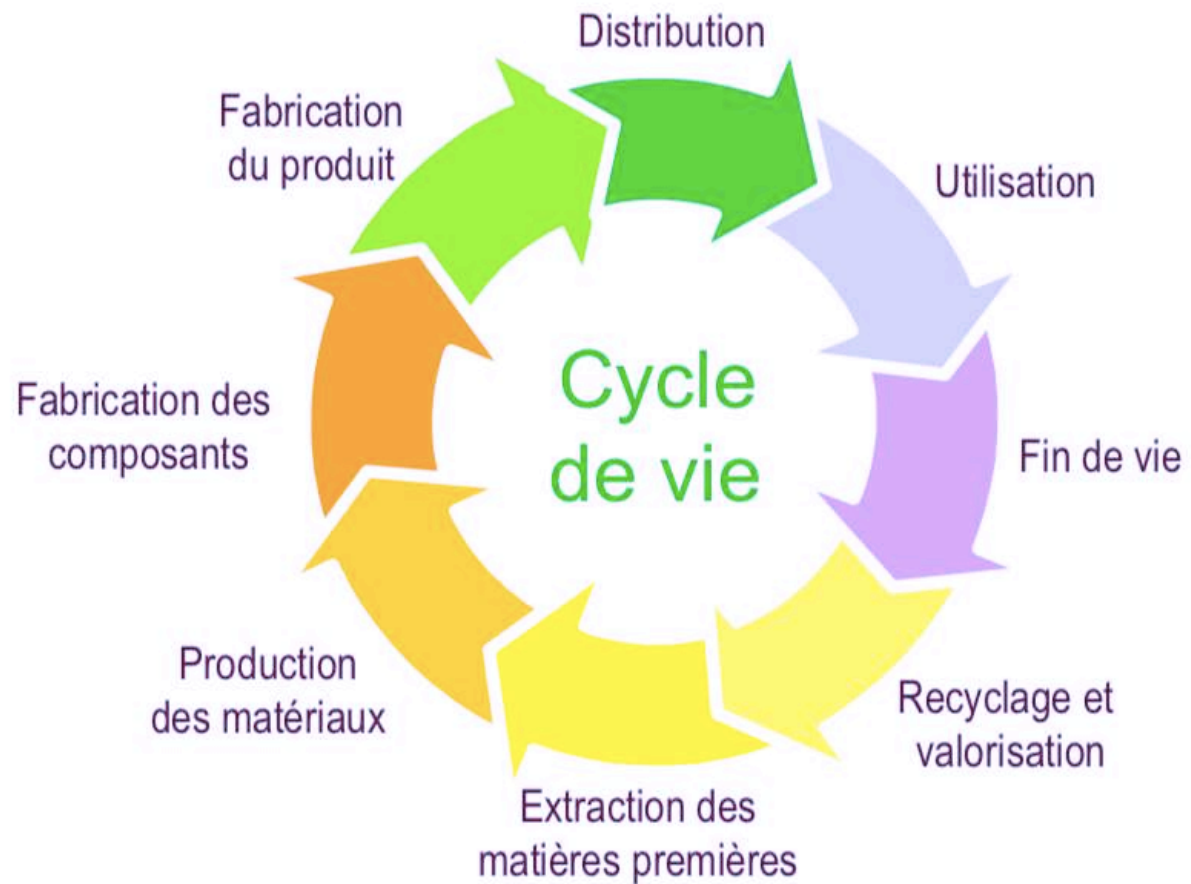 Distribution
Fabrication
du produit
Utilisation
Cycle
de vie
Fabrication des
composants
Fin de vie
Production
des matériaux
Recyclage et
valorisation
Extraction des
matières premières